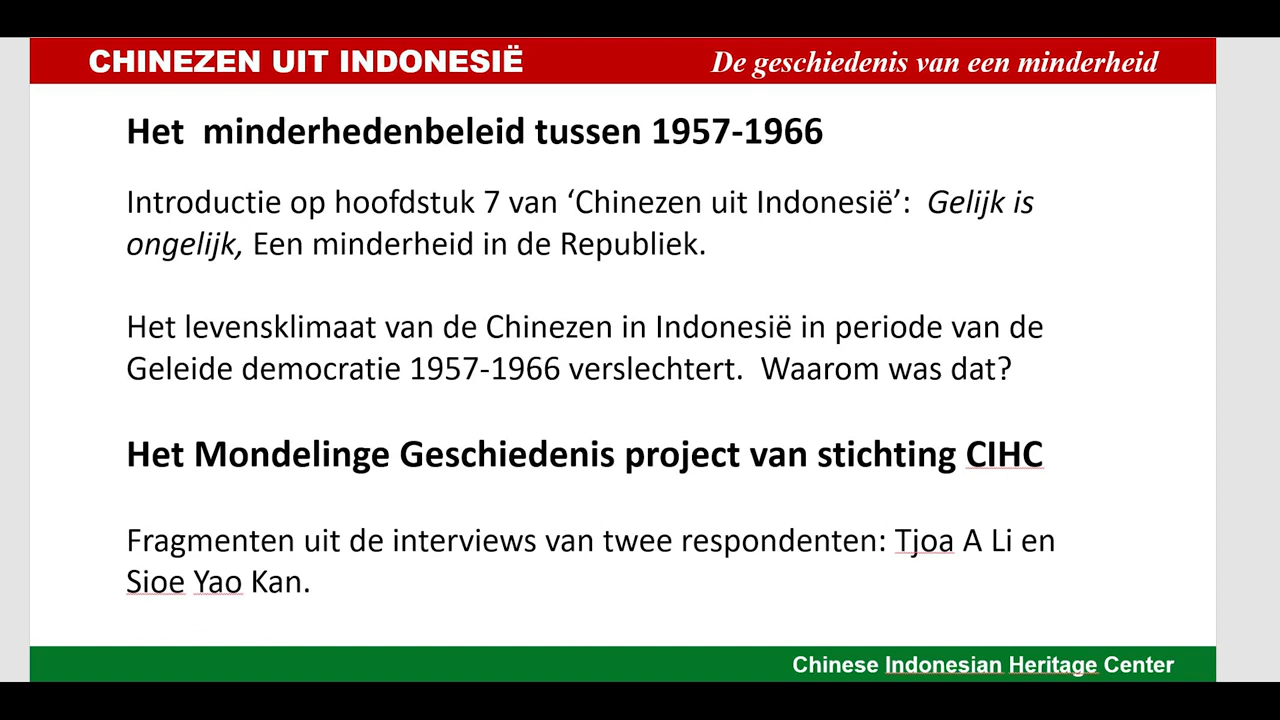 CHINEZEN UIT INDONESIË De geschiedenis van een minderheid
Het minderhedenbeleid tussen 1957-1966
Introductie op hoofdstuk 7 van ‘Chinezen uit Indonesië’: Gelijk is
ongelijk, Een minderheid in de Republiek.
Het levensklimaat van de Chinezen in Indonesië in periode van de
Geleide democratie 1957-1966 verslechtert. Waarom was dat?
Het Mondelinge Geschiedenis project van stichting CIHC
Fragmenten uit de interviews van twee respondenten: Tjoa A Li en
Sioe Yao Kan.
Chinese Indonesian Heritage Center